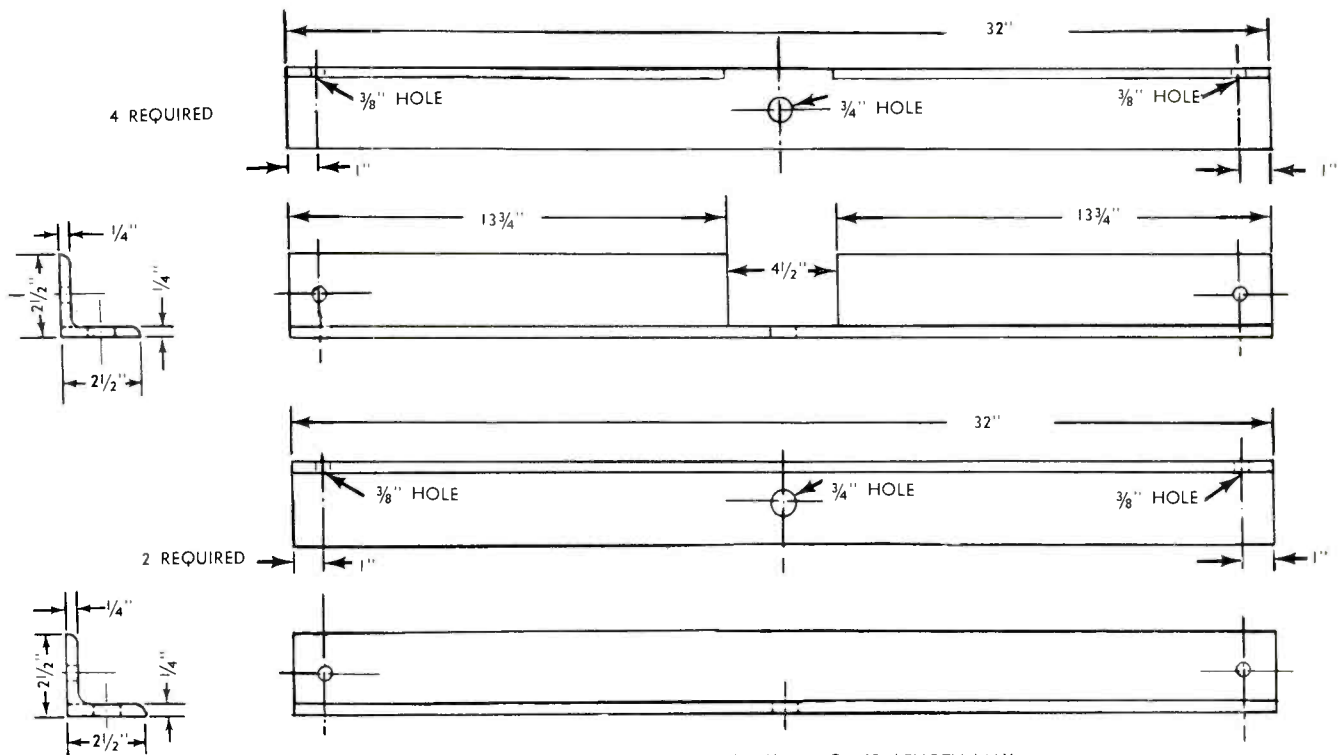 32"
3/8" HOLE
3/4" HOLE
3/8" HOLE
4 REQUIRED
1"
1"
13 3/4"
13 3/4"
1/4"
2 1/2"
1/4"
4 1/2"
2 1/2"
32"
3/8" HOLE
3/4" HOLE
3/8" HOLE
2 REQUIRED
1"
1"
1/4"
2 1/2"
1/4"
2 1/2"